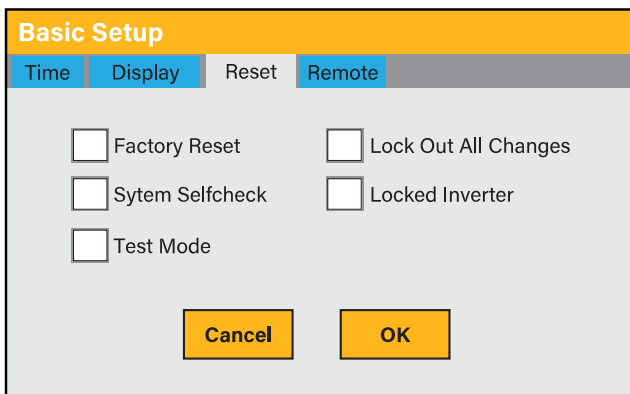 Basic Setup
Time Display Reset Remote
Factory Reset Lock Out All Changes
Sytem Selfcheck Locked Inverter
Test Mode
Cancel OK